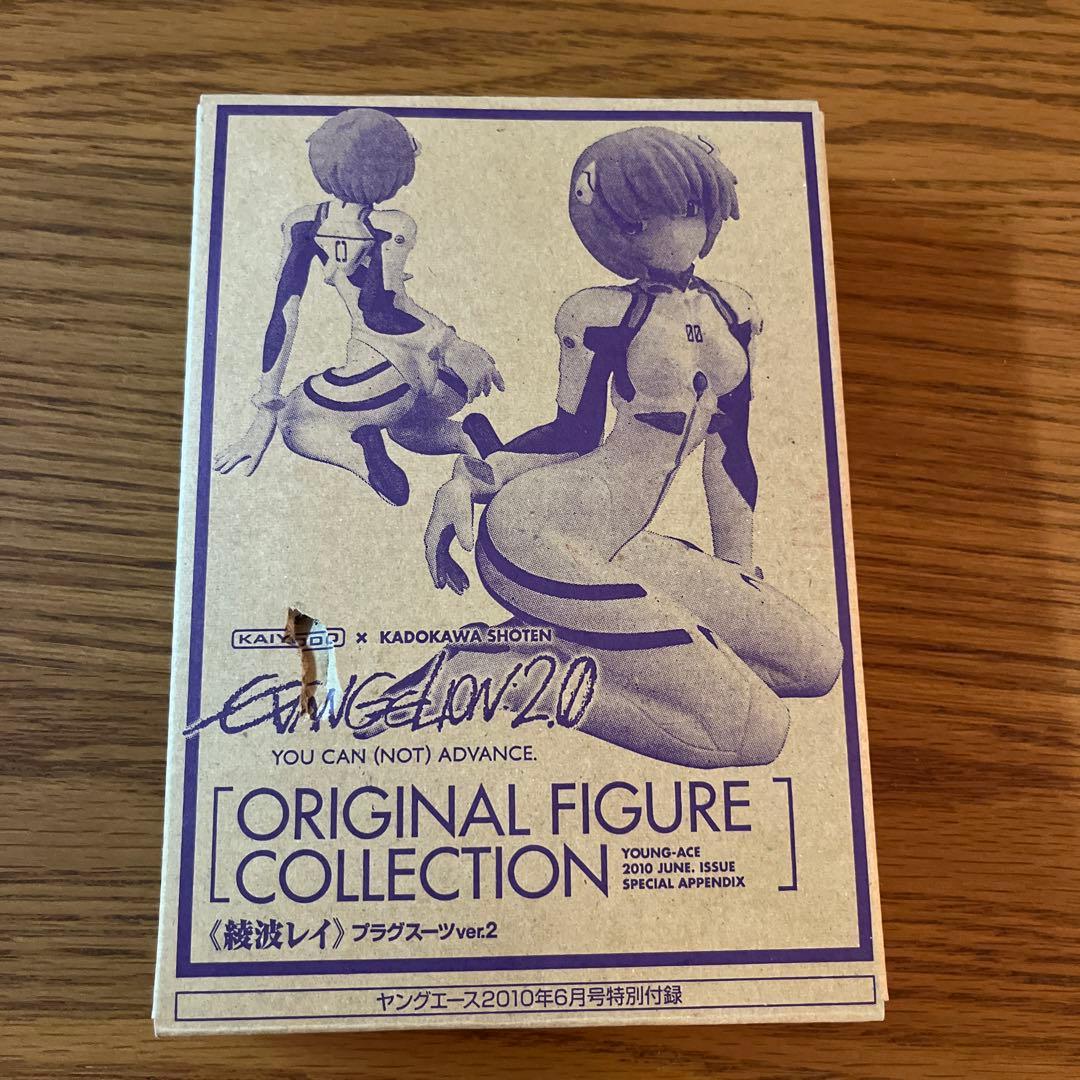 0
00
KAIYODO × KADOKAWA SHOTEN
EVANGELION:2.0
YOU CAN (NOT) ADVANCE.
[ORIGINAL FIGURE
COLLECTION]
YOUNG-ACE
2010 JUNE. ISSUE
SPECIAL APPENDIX
《綾波レイ》プラグスーツver.2
ヤングエース2010年6月号特別付録